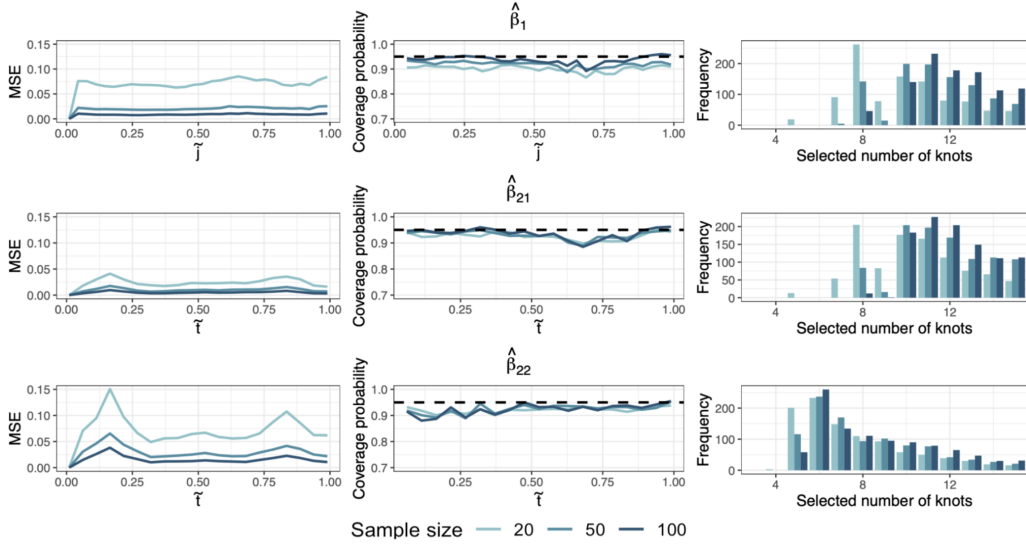 β̂1
MSE
0.15
0.10
0.05
0.00
0.00 0.25 0.50 0.75 1.00
j̃
Coverage probability
1.0
0.9
0.8
0.7
0.00 0.25 0.50 0.75 1.00
j̃
Frequency
200
100
0
4 8 12
Selected number of knots
β̂21
MSE
0.15
0.10
0.05
0.00
0.00 0.25 0.50 0.75 1.00
t̃
Coverage probability
1.0
0.9
0.8
0.7
0.25 0.50 0.75 1.00
t̃
Frequency
200
150
100
50
0
4 8 12
Selected number of knots
β̂22
MSE
0.15
0.10
0.05
0.00
0.00 0.25 0.50 0.75 1.00
t̃
Coverage probability
1.0
0.9
0.8
0.7
0.25 0.50 0.75 1.00
t̃
Frequency
200
100
0
4 8 12
Selected number of knots
Sample size 20 50 100